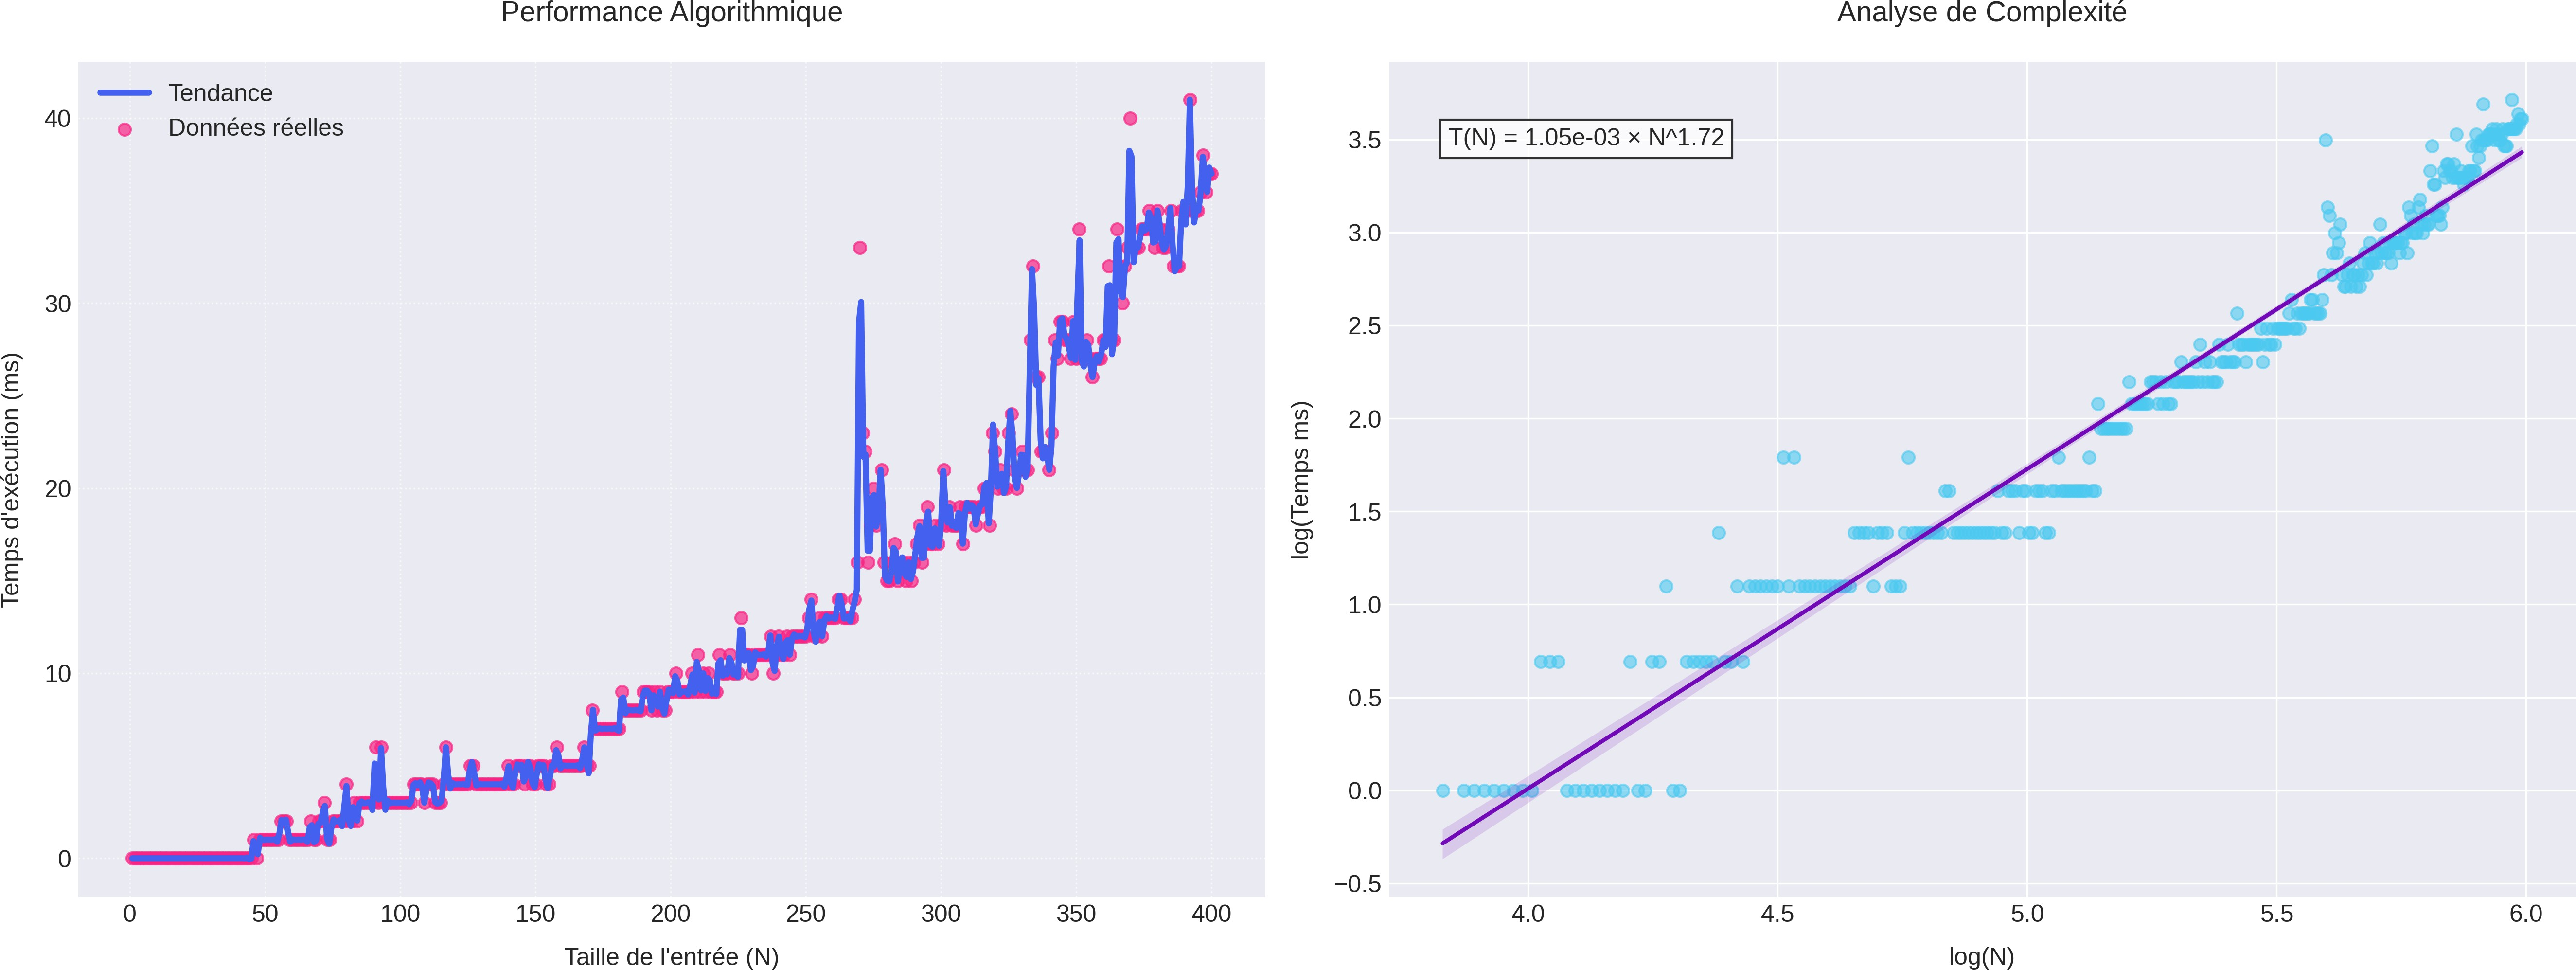 Performance Algorithmique
Tendance
Données réelles
40
30
20
10
0
0 50 100 150 200 250 300 350 400
Temps d'exécution (ms)
Taille de l'entrée (N)
Analyse de Complexité
T(N) = 1.05e-03 × N^1.72
3.5
3.0
2.5
2.0
1.5
1.0
0.5
0.0
−0.5
4.0 4.5 5.0 5.5 6.0
log(Temps ms)
log(N)